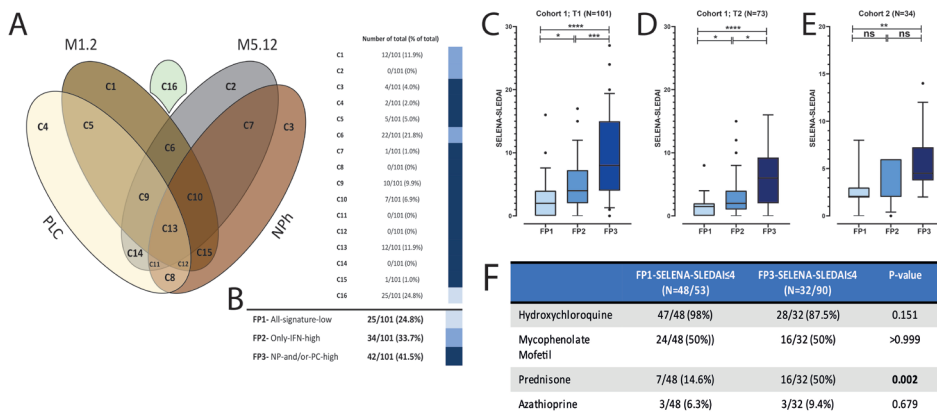 A
M1.2
M5.12
C16
C1
C2
C4
C5
C7
C3
C6
C9
C10
C13
C14
C11
C12
C15
C8
PLC
NPh
Number of total (% of total)
C1 12/101 (11.9%)
C2 0/101 (0%)
C3 4/101 (4.0%)
C4 2/101 (2.0%)
C5 5/101 (5.0%)
C6 22/101 (21.8%)
C7 1/101 (1.0%)
C8 0/101 (0%)
C9 10/101 (9.9%)
C10 7/101 (6.9%)
C11 0/101 (0%)
C12 0/101 (0%)
C13 12/101 (11.9%)
C14 0/101 (0%)
C15 1/101 (1.0%)
C16 25/101 (24.8%)
B
FP1- All-signature-low 25/101 (24.8%)
FP2- Only-IFN-high 34/101 (33.7%)
FP3- NP-and/or-PC-high 42/101 (41.5%)
C
Cohort 1; T1 (N=101)
****
* ***
SELENA-SLEDAI
30
20
10
0
FP1 FP2 FP3
D
Cohort 1; T2 (N=73)
****
* *
SELENA-SLEDAI
30
20
10
0
FP1 FP2 FP3
E
Cohort 2 (N=34)
**
ns ns
SELENA-SLEDAI
20
15
10
5
0
FP1 FP2 FP3
F
FP1-SELENA-SLEDAI≤4 FP3-SELENA-SLEDAI≤4 P-value
(N=48/53) (N=32/90)
Hydroxychloroquine 47/48 (98%) 28/32 (87.5%) 0.151
Mycophenolate 24/48 (50%)) 16/32 (50%) >0.999
Mofetil
Prednisone 7/48 (14.6%) 16/32 (50%) 0.002
Azathioprine 3/48 (6.3%) 3/32 (9.4%) 0.679